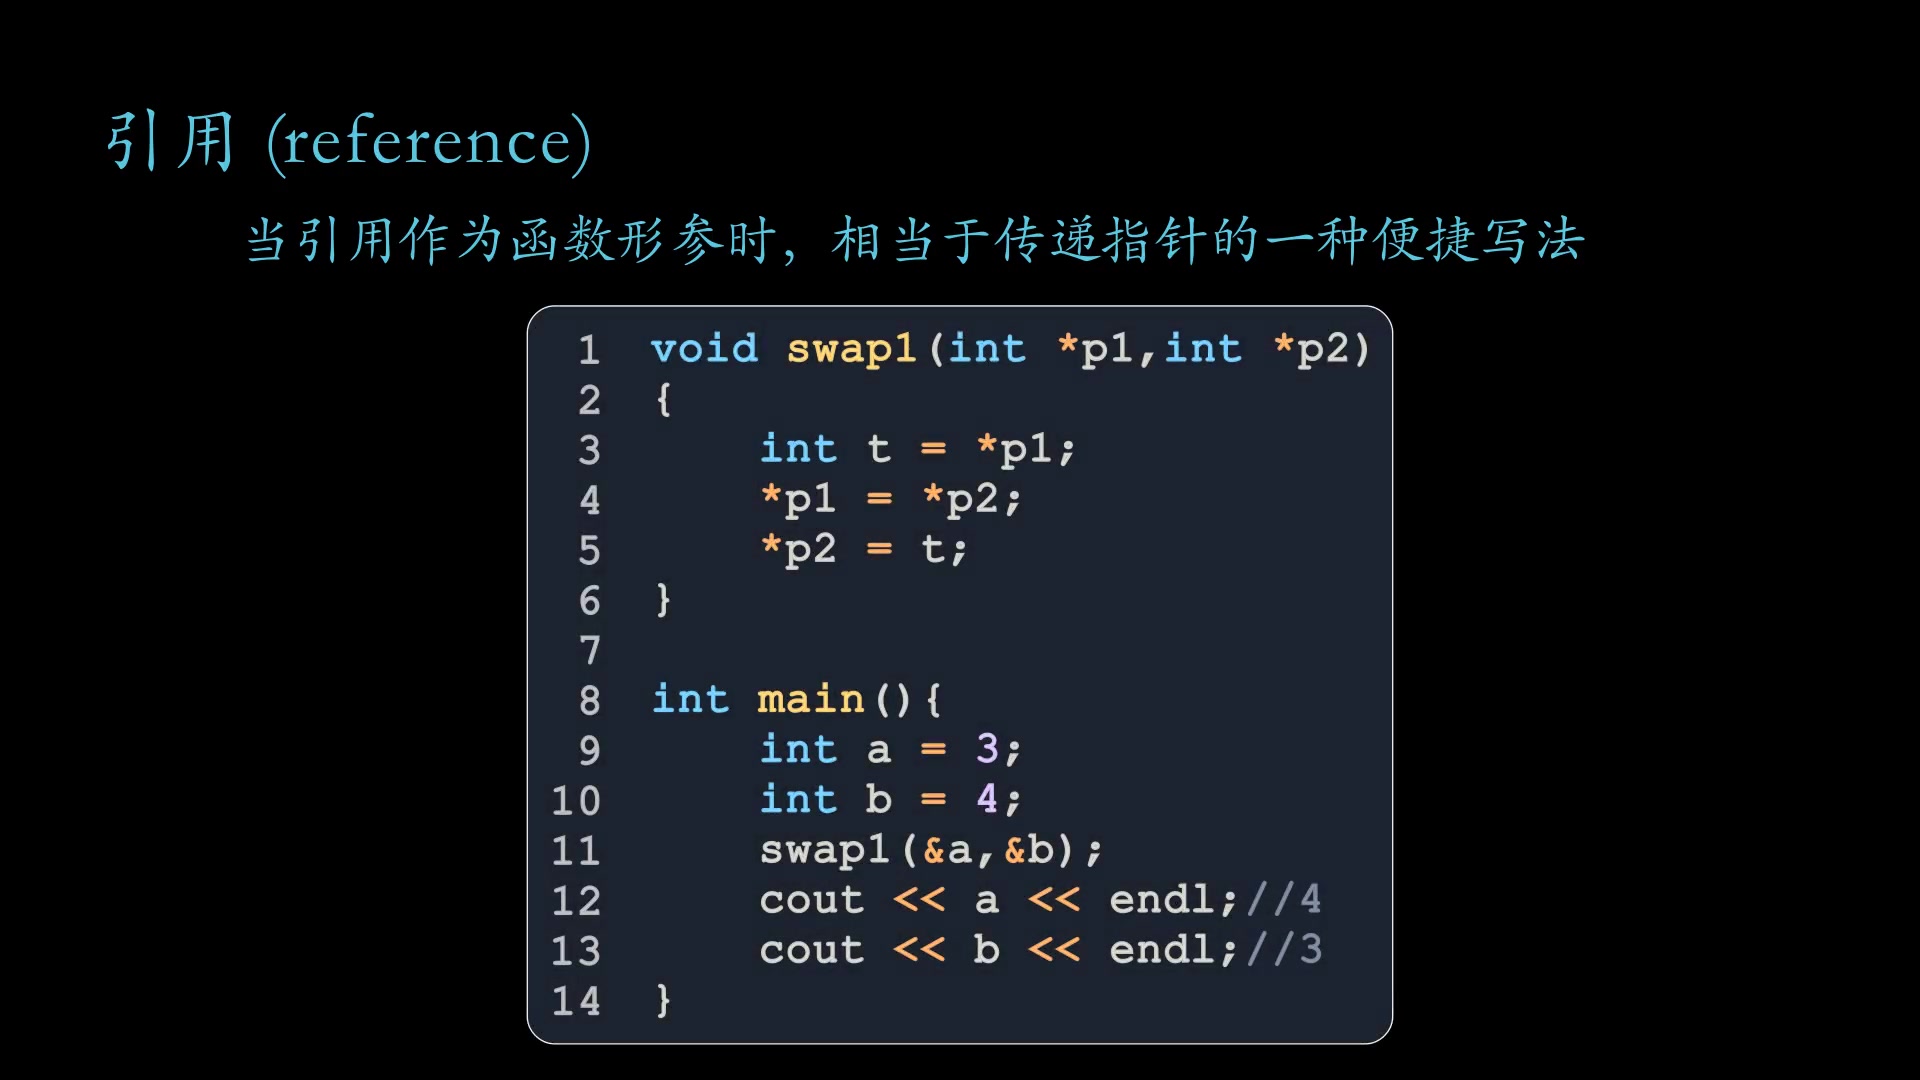 引用 (reference)
当引用作为函数形参时，相当于传递指针的一种便捷写法
1 void swap1(int *p1,int *p2)
2 {
3     int t = *p1;
4     *p1 = *p2;
5     *p2 = t;
6 }
7
8 int main(){
9     int a = 3;
10     int b = 4;
11     swap1(&a,&b);
12     cout << a << endl;//4
13     cout << b << endl;//3
14 }